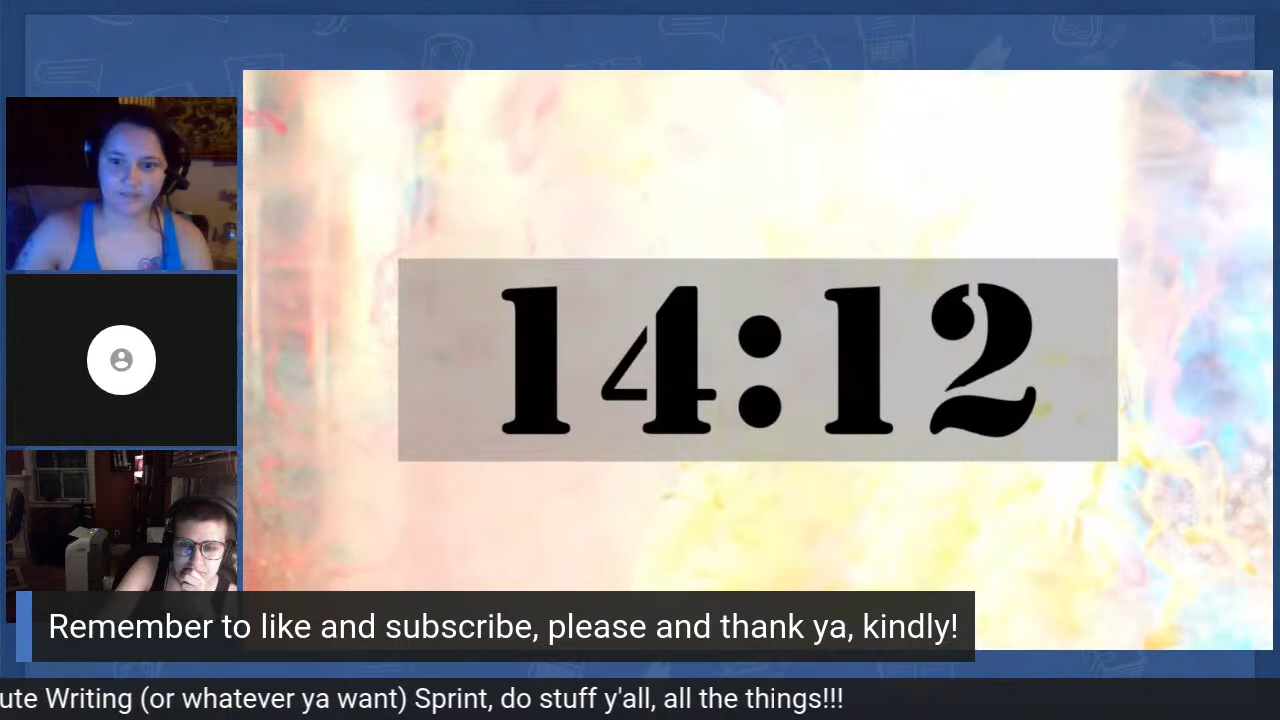 14:12
Remember to like and subscribe, please and thank ya, kindly!
ute Writing (or whatever ya want) Sprint, do stuff y'all, all the things!!!